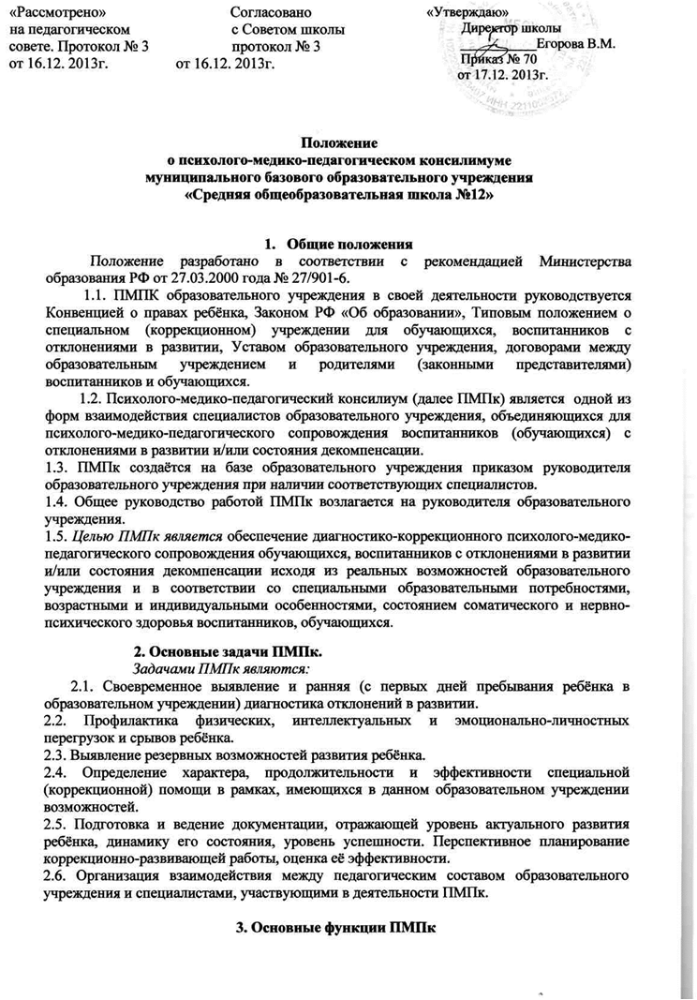 «Рассмотрено» Согласовано «Утверждаю»
на педагогическом с Советом школы Директор школы
совете. Протокол № 3 протокол № 3 Егорова В.М.
от 16.12. 2013г. от 16.12. 2013г. Приказ № 70
от 17.12. 2013г.
Положение
о психолого-медико-педагогическом консилимуме
муниципального базового образовательного учреждения
«Средняя общеобразовательная школа №12»
1. Общие положения
Положение разработано в соответствии с рекомендацией Министерства
образования РФ от 27.03.2000 года № 27/901-6.
1.1. ПМПК образовательного учреждения в своей деятельности руководствуется
Конвенцией о правах ребёнка, Законом РФ «Об образовании», Типовым положением о
специальном (коррекционном) учреждении для обучающихся, воспитанников с
отклонениями в развитии, Уставом образовательного учреждения, договорами между
образовательным учреждением и родителями (законными представителями)
воспитанников и обучающихся.
1.2. Психолого-медико-педагогический консилиум (далее ПМПк) является одной из
форм взаимодействия специалистов образовательного учреждения, объединяющихся для
психолого-медико-педагогического сопровождения воспитанников (обучающихся) с
отклонениями в развитии и/или состояния декомпенсации.
1.3. ПМПк создаётся на базе образовательного учреждения приказом руководителя
образовательного учреждения при наличии соответствующих специалистов.
1.4. Общее руководство работой ПМПк возлагается на руководителя образовательного
учреждения.
1.5. Целью ПМПк является обеспечение диагностико-коррекционного психолого-медико-
педагогического сопровождения обучающихся, воспитанников с отклонениями в развитии
и/или состояния декомпенсации исходя из реальных возможностей образовательного
учреждения и в соответствии со специальными образовательными потребностями,
возрастными и индивидуальными особенностями, состоянием соматического и нервно-
психического здоровья воспитанников, обучающихся.
2. Основные задачи ПМПк.
Задачами ПМПк являются:
2.1. Своевременное выявление и ранняя (с первых дней пребывания ребёнка в
образовательном учреждении) диагностика отклонений в развитии.
2.2. Профилактика физических, интеллектуальных и эмоционально-личностных
перегрузок и срывов ребёнка.
2.3. Выявление резервных возможностей развития ребёнка.
2.4. Определение характера, продолжительности и эффективности специальной
(коррекционной) помощи в рамках, имеющихся в данном образовательном учреждении
возможностей.
2.5. Подготовка и ведение документации, отражающей уровень актуального развития
ребёнка, динамику его состояния, уровень успешности. Перспективное планирование
коррекционно-развивающей работы, оценка её эффективности.
2.6. Организация взаимодействия между педагогическим составом образовательного
учреждения и специалистами, участвующими в деятельности ПМПк.
3. Основные функции ПМПк